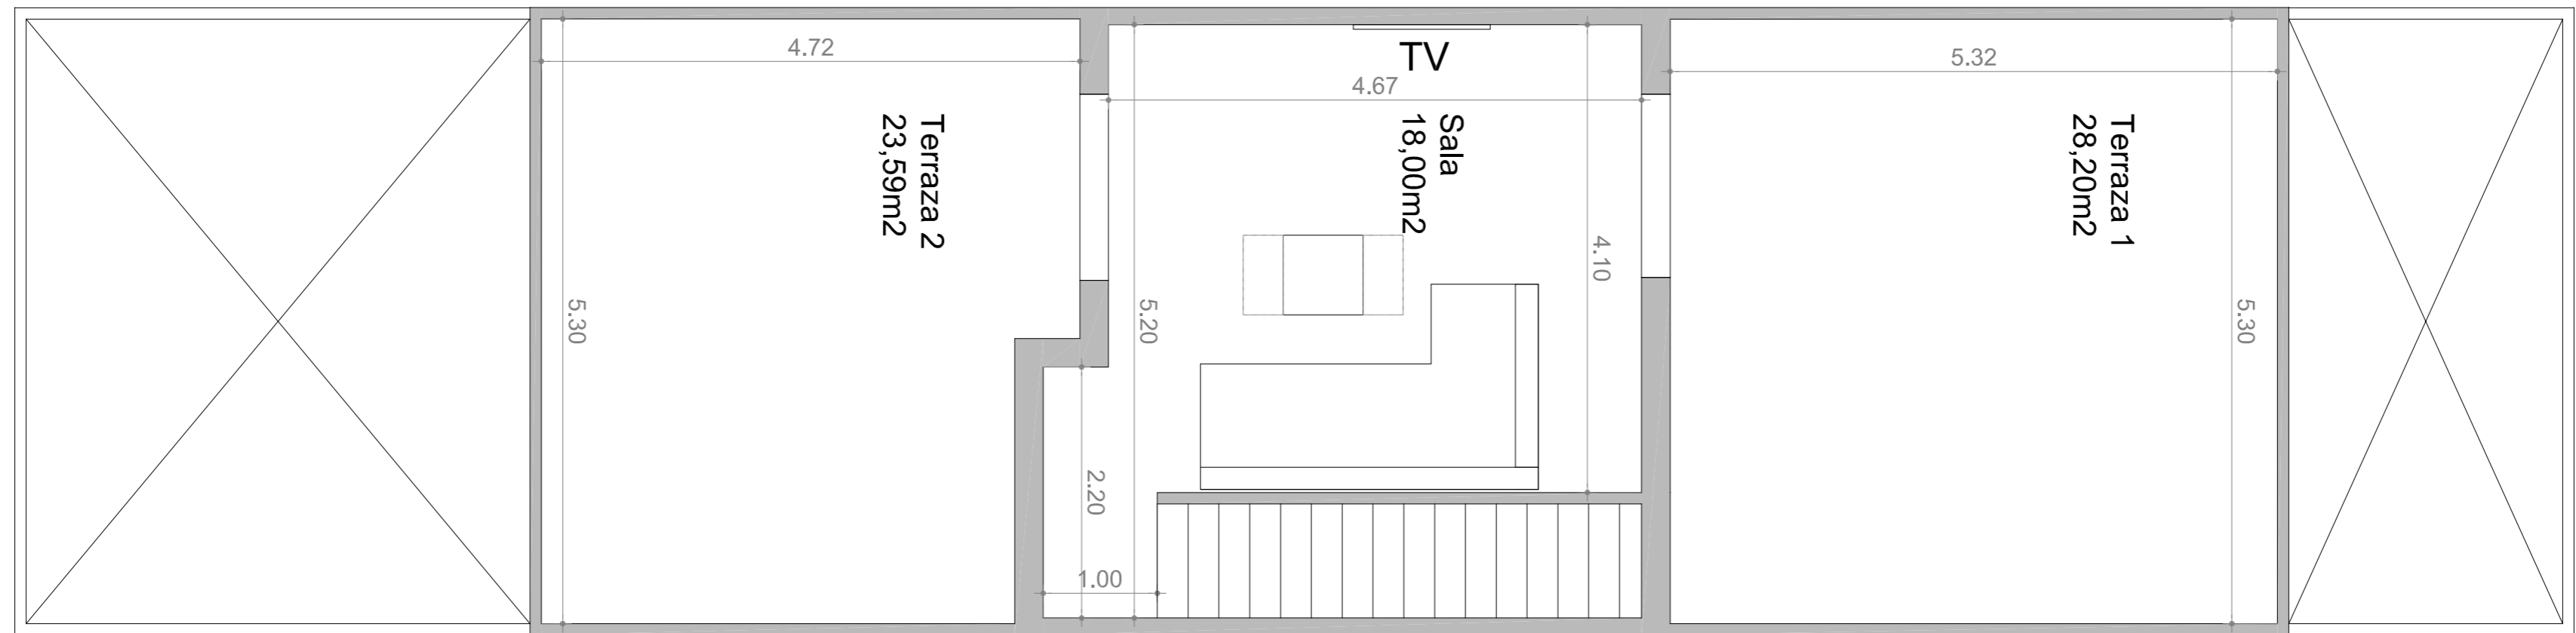 4.72
TV
5.32
4.67
Terraza 2
23,59m2
Sala
18,00m2
Terraza 1
28,20m2
4.10
5.30
5.20
5.30
2.20
1.00